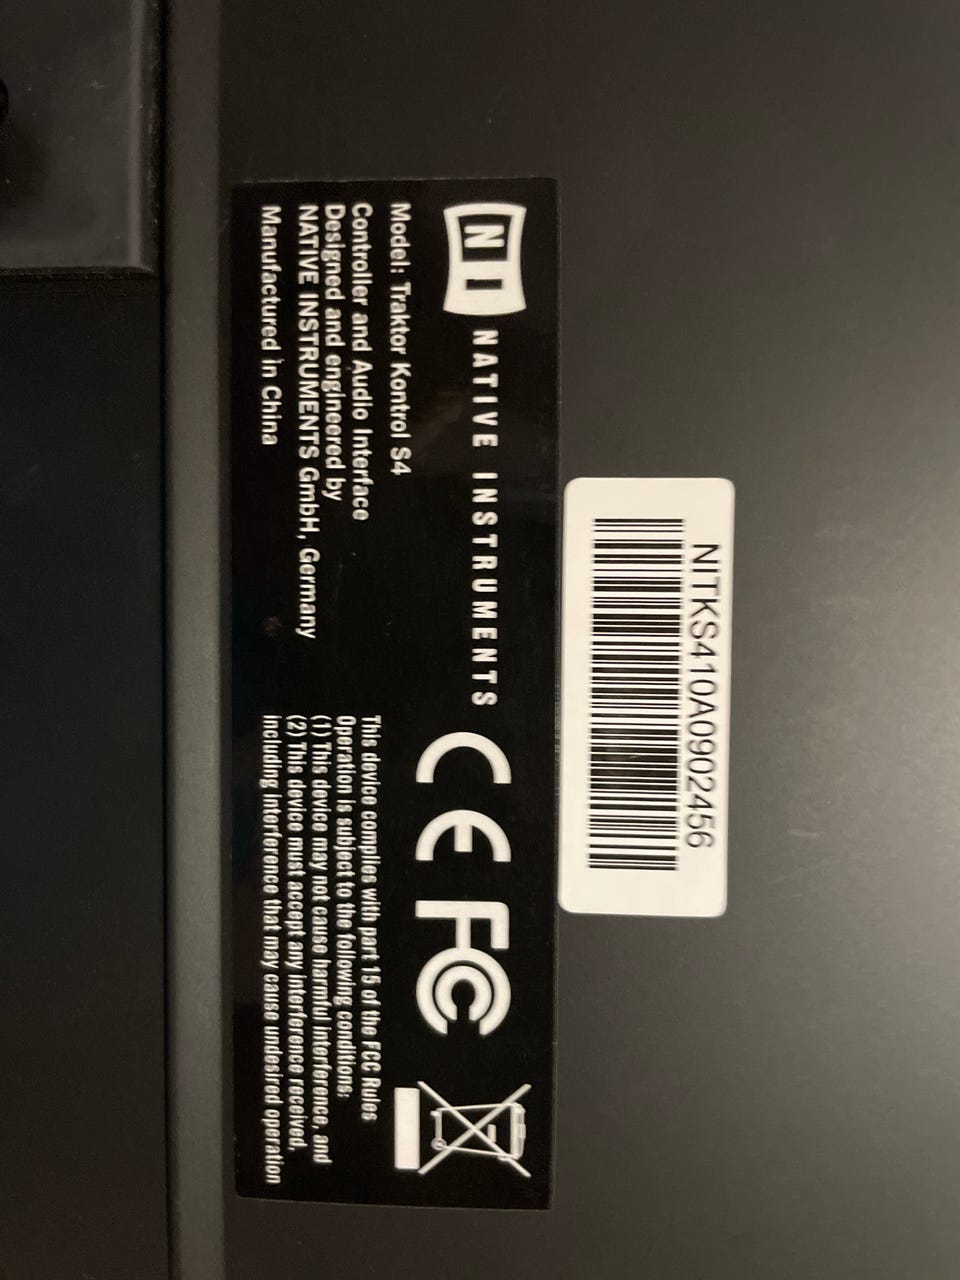 NITKS410A0902456
NI NATIVE INSTRUMENTS
CE FC
Model: Traktor Kontrol S4
Controller and Audio Interface
Designed and engineered by
NATIVE INSTRUMENTS GmbH, Germany
Manufactured in China
This device complies with part 15 of the FCC Rules
Operation is subject to the following conditions:
(1) This device may not cause harmful interference, and
(2) This device must accept any interference received,
including interference that may cause undesired operation